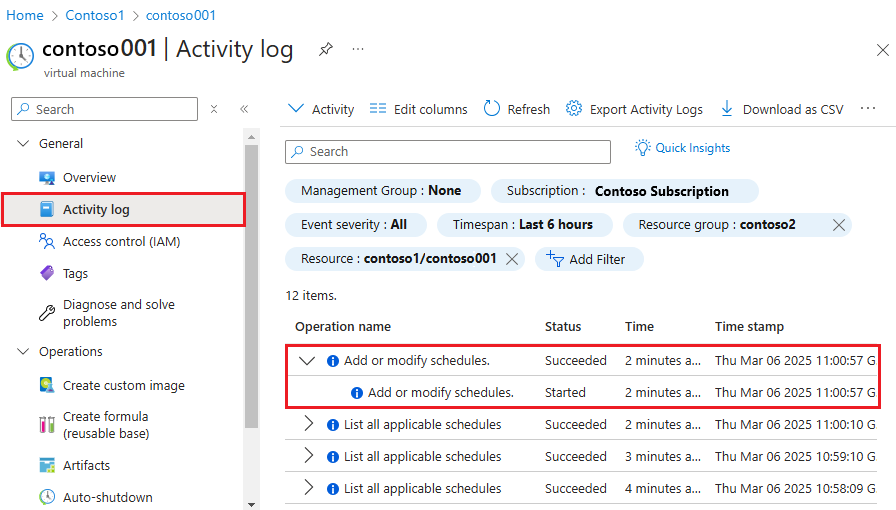 Home > Contoso1 > contoso001
contoso001 | Activity log ...
virtual machine
Search
Activity Edit columns Refresh Export Activity Logs Download as CSV ...
General
Overview
Activity log
Access control (IAM)
Tags
Diagnose and solve
problems
Operations
Create custom image
Create formula
(reusable base)
Artifacts
Auto-shutdown
Search
Quick Insights
Management Group : None Subscription : Contoso Subscription
Event severity : All Timespan : Last 6 hours Resource group : contoso2
Resource : contoso1/contoso001 Add Filter
12 items.
Operation name Status Time Time stamp
Add or modify schedules. Succeeded 2 minutes a... Thu Mar 06 2025 11:00:57 G
Add or modify schedules. Started 2 minutes a... Thu Mar 06 2025 11:00:57 G
List all applicable schedules Succeeded 2 minutes a... Thu Mar 06 2025 11:00:10 G
List all applicable schedules Succeeded 3 minutes a... Thu Mar 06 2025 10:59:10 G
List all applicable schedules Succeeded 4 minutes a... Thu Mar 06 2025 10:58:09 G